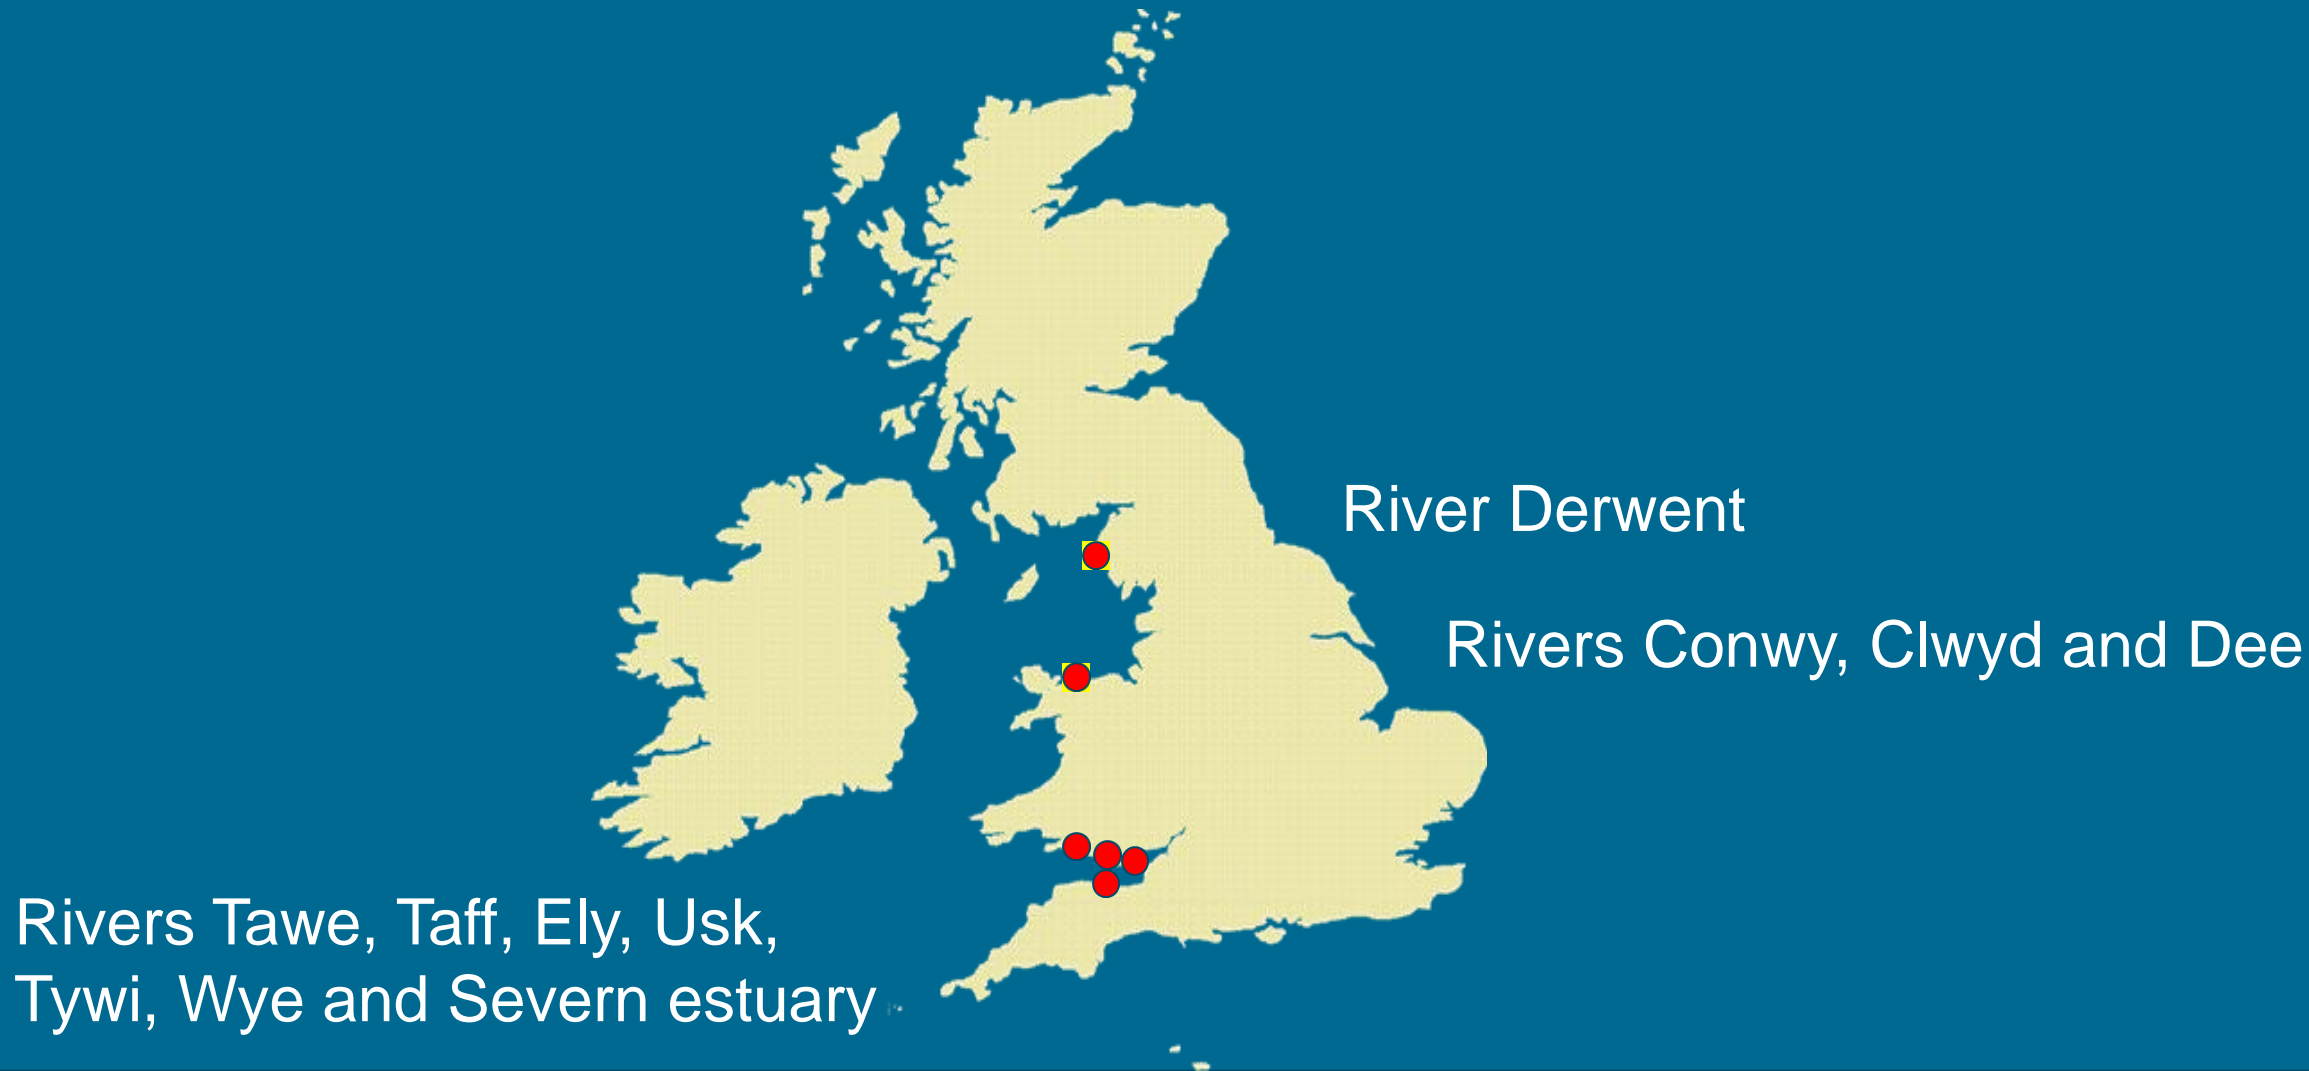 River Derwent
Rivers Conwy, Clwyd and Dee
Rivers Tawe, Taff, Ely, Usk,
Tywi, Wye and Severn estuary